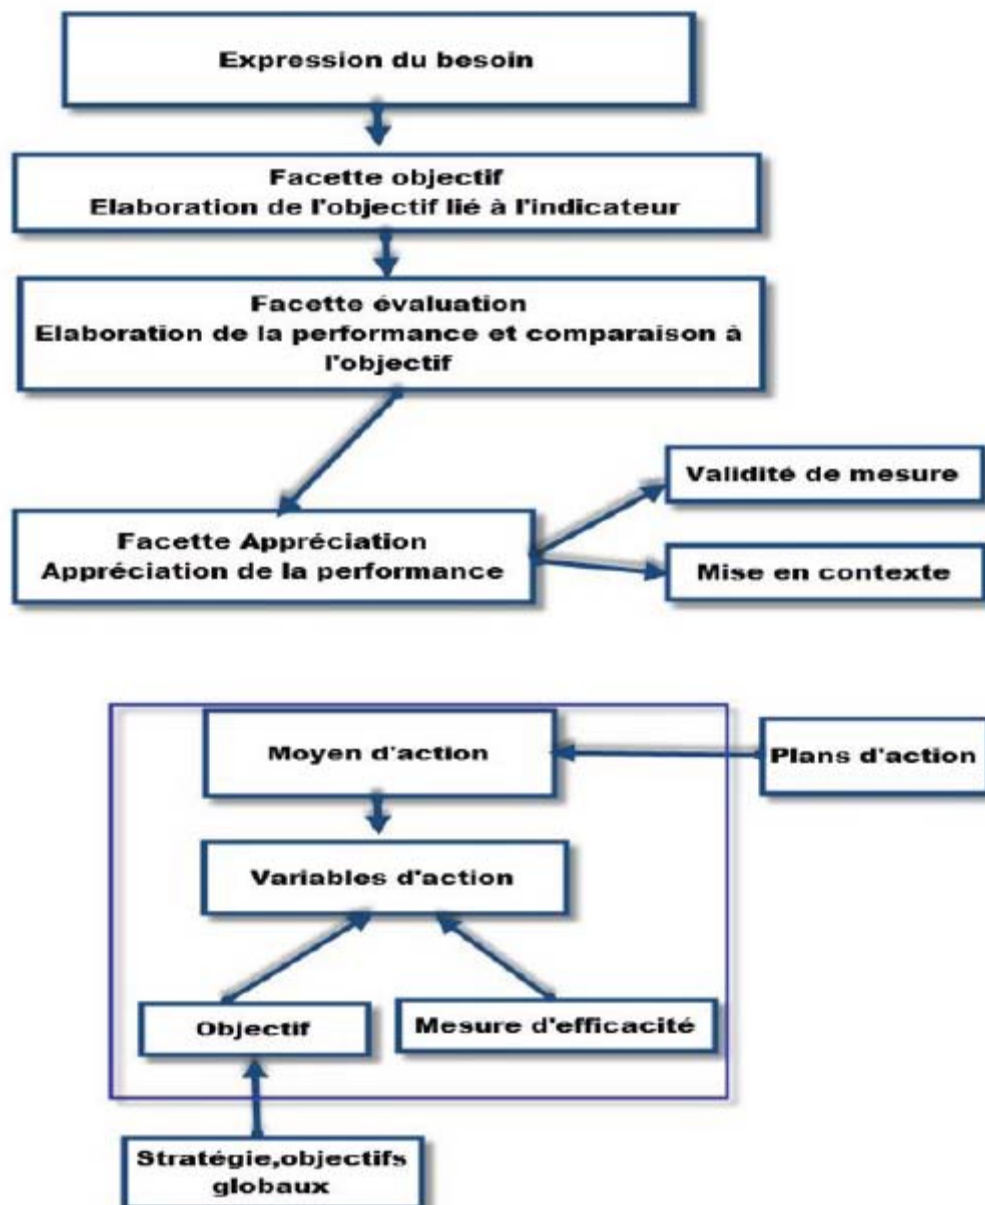 Expression du besoin
Facette objectif
Elaboration de l'objectif lié à l'indicateur
Facette évaluation
Elaboration de la performance et comparaison à
l'objectif
Facette Appréciation
Appréciation de la performance
Validité de mesure
Mise en contexte
Moyen d'action
Plans d'action
Variables d'action
Objectif
Mesure d'efficacité
Stratégie,objectifs
globaux